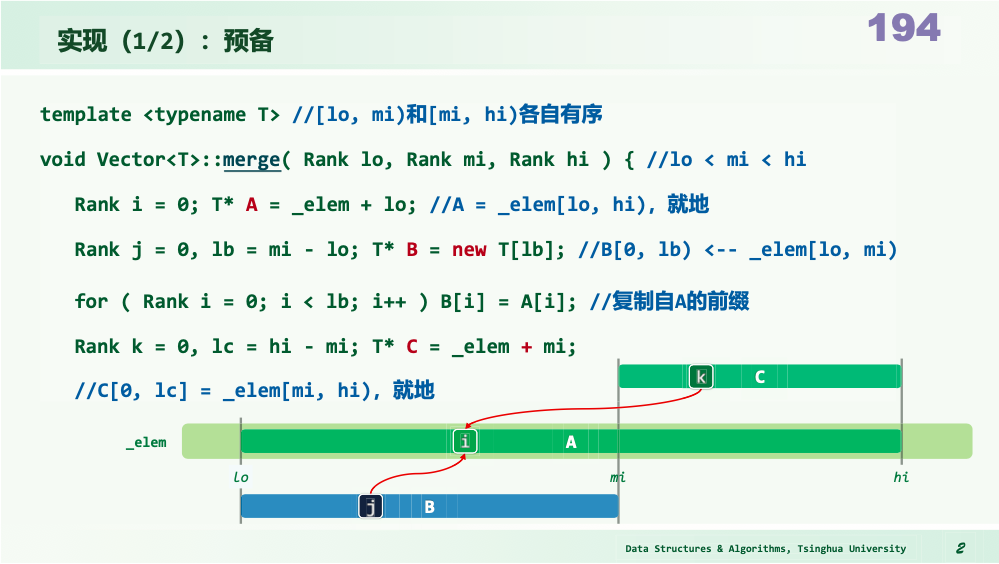 实现（1/2）：预备
194
template <typename T> //[lo, mi)和[mi, hi)各自有序
void Vector<T>::merge( Rank lo, Rank mi, Rank hi ) { //lo < mi < hi
Rank i = 0; T* A = _elem + lo; //A = _elem[lo, hi)，就地
Rank j = 0, lb = mi - lo; T* B = new T[lb]; //B[0, lb) <-- _elem[lo, mi)
for ( Rank i = 0; i < lb; i++ ) B[i] = A[i]; //复制自A的前缀
Rank k = 0, lc = hi - mi; T* C = _elem + mi;
//C[0, lc] = _elem[mi, hi)，就地
k C
_elem i A
lo mi hi
j B
Data Structures & Algorithms, Tsinghua University 2